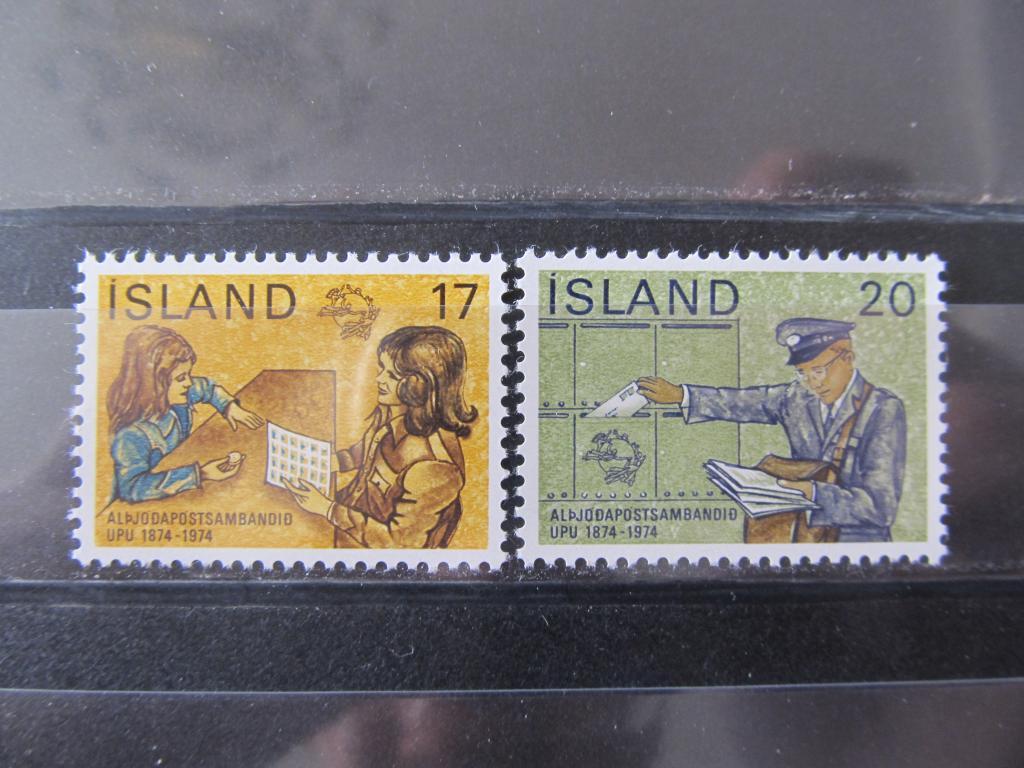 ÍSLAND 17
ALÞJÓÐAPÓSTSAMBANDIÐ
UPU 1874-1974
ÍSLAND 20
ALÞJÓÐAPÓSTSAMBANDIÐ
UPU 1874-1974